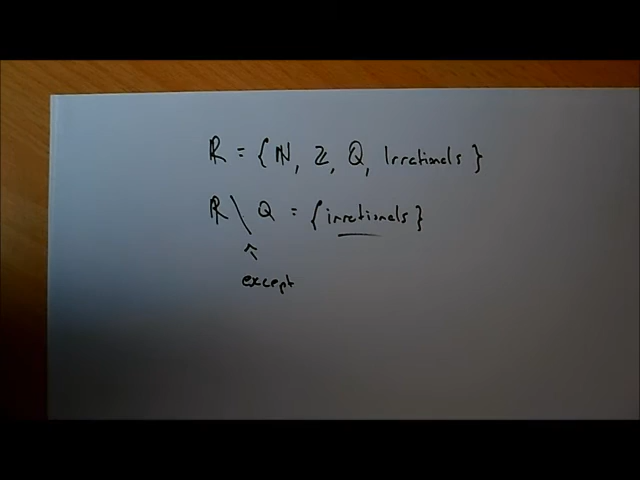 ℝ = {ℕ, ℤ, ℚ, Irrationals}
ℝ \ ℚ = {irrationals}
↑
except